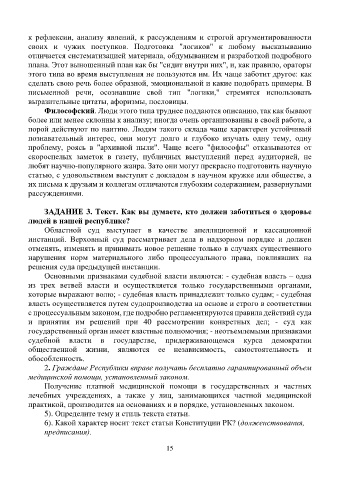 к рефлексии, анализу явлений, к рассуждениям и строгой аргументированности
своих и чужих поступков. Подготовка "логиков" к любому высказыванию
отличается систематизацией материала, обдумыванием и разработкой подробного
плана. Этот выношенный план как бы "сидит внутри них", и, как правило, ораторы
этого типа во время выступления не пользуются им. Их чаще заботит другое: как
сделать свою речь более образной, эмоциональной и какие подобрать примеры. В
письменной речи, осознавшие свой тип "логики," стремятся использовать
выразительные цитаты, афоризмы, пословицы.
Философский. Люди этого типа труднее поддаются описанию, так как бывают
более или менее склонны к анализу; иногда очень организованны в своей работе, а
порой действуют по наитию. Людям такого склада чаще характерен устойчивый
познавательный интерес, они могут долго и глубоко изучать одну тему, одну
проблему, роясь в "архивной пыли". Чаще всего "философы" отказываются от
скороспелых заметок в газету, публичных выступлений перед аудиторией, не
любят научно-популярного жанра. Зато они могут прекрасно подготовить научную
статью, с удовольствием выступят с докладом в научном кружке или обществе, а
их письма к друзьям и коллегам отличаются глубоким содержанием, развернутыми
рассуждениями.
ЗАДАНИЕ 3. Текст. Как вы думаете, кто должен заботиться о здоровье
людей в нашей республике?
Областной суд выступает в качестве апелляционной и кассационной
инстанций. Верховный суд рассматривает дела в надзорном порядке и должен
отменять, изменять и принимать новое решение только в случаях существенного
нарушения норм материального либо процессуального права, повлиявших на
решения суда предыдущей инстанции.
Основными признаками судебной власти являются: - судебная власть – одна
из трех ветвей власти и осуществляется только государственными органами,
которые выражают волю; - судебная власть принадлежит только судам; - судебная
власть осуществляется путем судопроизводства на основе и строго в соответствии
с процессуальным законом, где подробно регламентируются правила действий суда
и принятия им решений при 40 рассмотрении конкретных дел; - суд как
государственный орган имеет властные полномочия; - неотъемлемыми признаками
судебной власти в государстве, придерживающемся курса демократии
общественной жизни, являются ее независимость, самостоятельность и
обособленность.
2. Граждане Республики вправе получать бесплатно гарантированный объем
медицинской помощи, установленный законом.
Получение платной медицинской помощи в государственных и частных
лечебных учреждениях, а также у лиц, занимающихся частной медицинской
практикой, производится на основаниях и в порядке, установленных законом.
5). Определите тему и стиль текста статьи.
6). Какой характер носит текст статьи Конституции РК? (долженствования,
предписания).
15